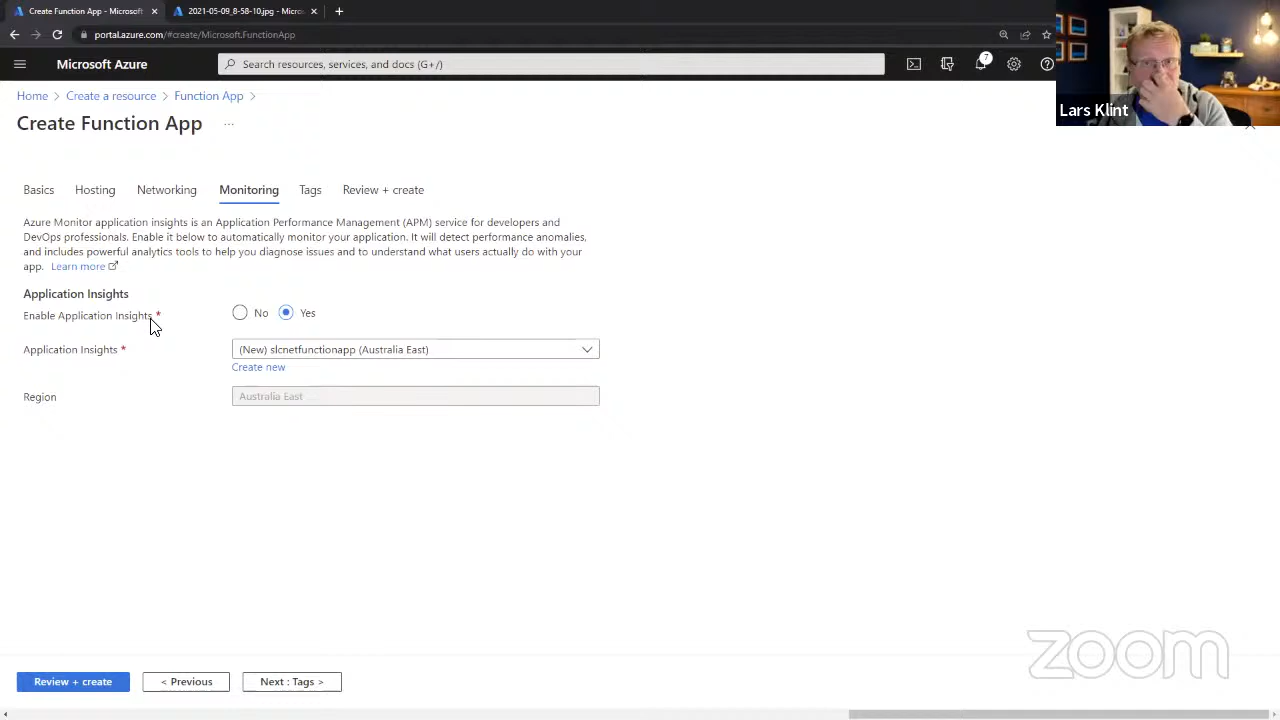 Create Function App - Microsoft
2021-05-09_8-58-10.jpg - Micros
portal.azure.com/#create/Microsoft.FunctionApp
Microsoft Azure
Search resources, services, and docs (G+/)
7
Lars Klint
Home > Create a resource > Function App >
Create Function App
...
Basics Hosting Networking Monitoring Tags Review + create
Azure Monitor application insights is an Application Performance Management (APM) service for developers and
DevOps professionals. Enable it below to automatically monitor your application. It will detect performance anomalies,
and includes powerful analytics tools to help you diagnose issues and to understand what users actually do with your
app. Learn more
Application Insights
Enable Application Insights * No Yes
Application Insights * (New) slcnetfunctionapp (Australia East)
Create new
Region Australia East
zoom
Review + create < Previous Next : Tags >